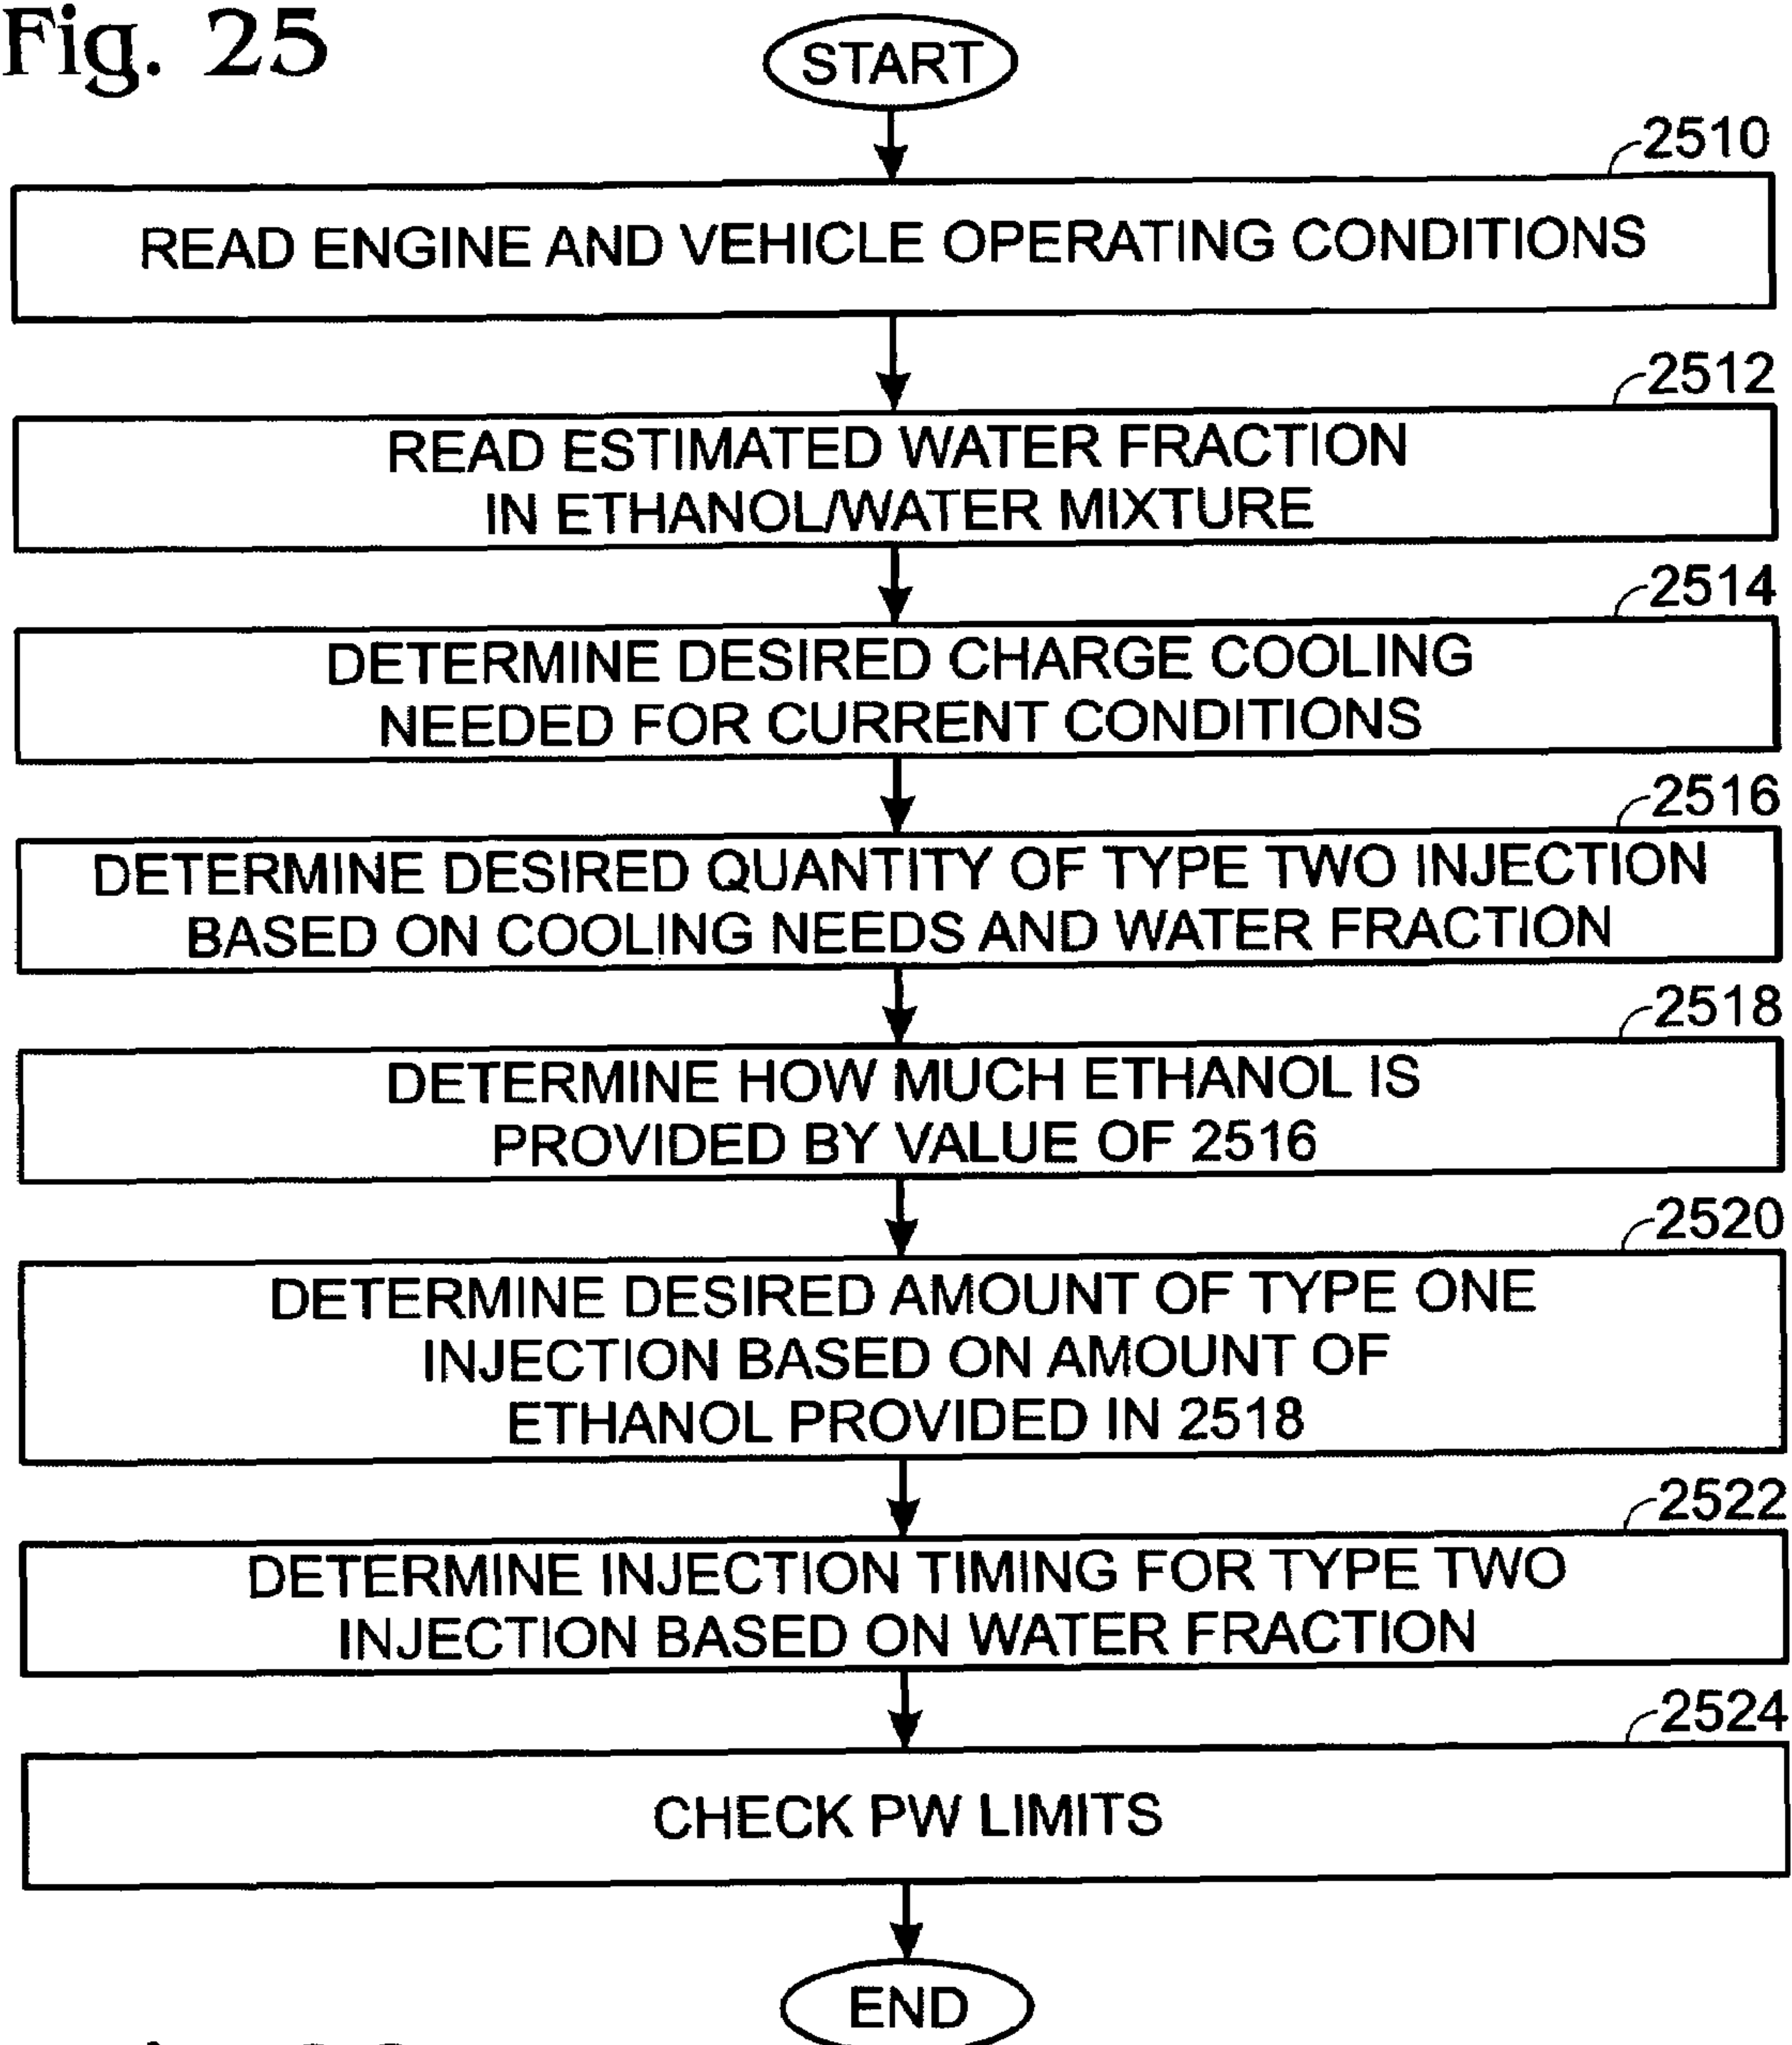 Fig. 25
START
2510
READ ENGINE AND VEHICLE OPERATING CONDITIONS
2512
READ ESTIMATED WATER FRACTION
IN ETHANOL/WATER MIXTURE
2514
DETERMINE DESIRED CHARGE COOLING
NEEDED FOR CURRENT CONDITIONS
2516
DETERMINE DESIRED QUANTITY OF TYPE TWO INJECTION
BASED ON COOLING NEEDS AND WATER FRACTION
2518
DETERMINE HOW MUCH ETHANOL IS
PROVIDED BY VALUE OF 2516
2520
DETERMINE DESIRED AMOUNT OF TYPE ONE
INJECTION BASED ON AMOUNT OF
ETHANOL PROVIDED IN 2518
2522
DETERMINE INJECTION TIMING FOR TYPE TWO
INJECTION BASED ON WATER FRACTION
2524
CHECK PW LIMITS
END